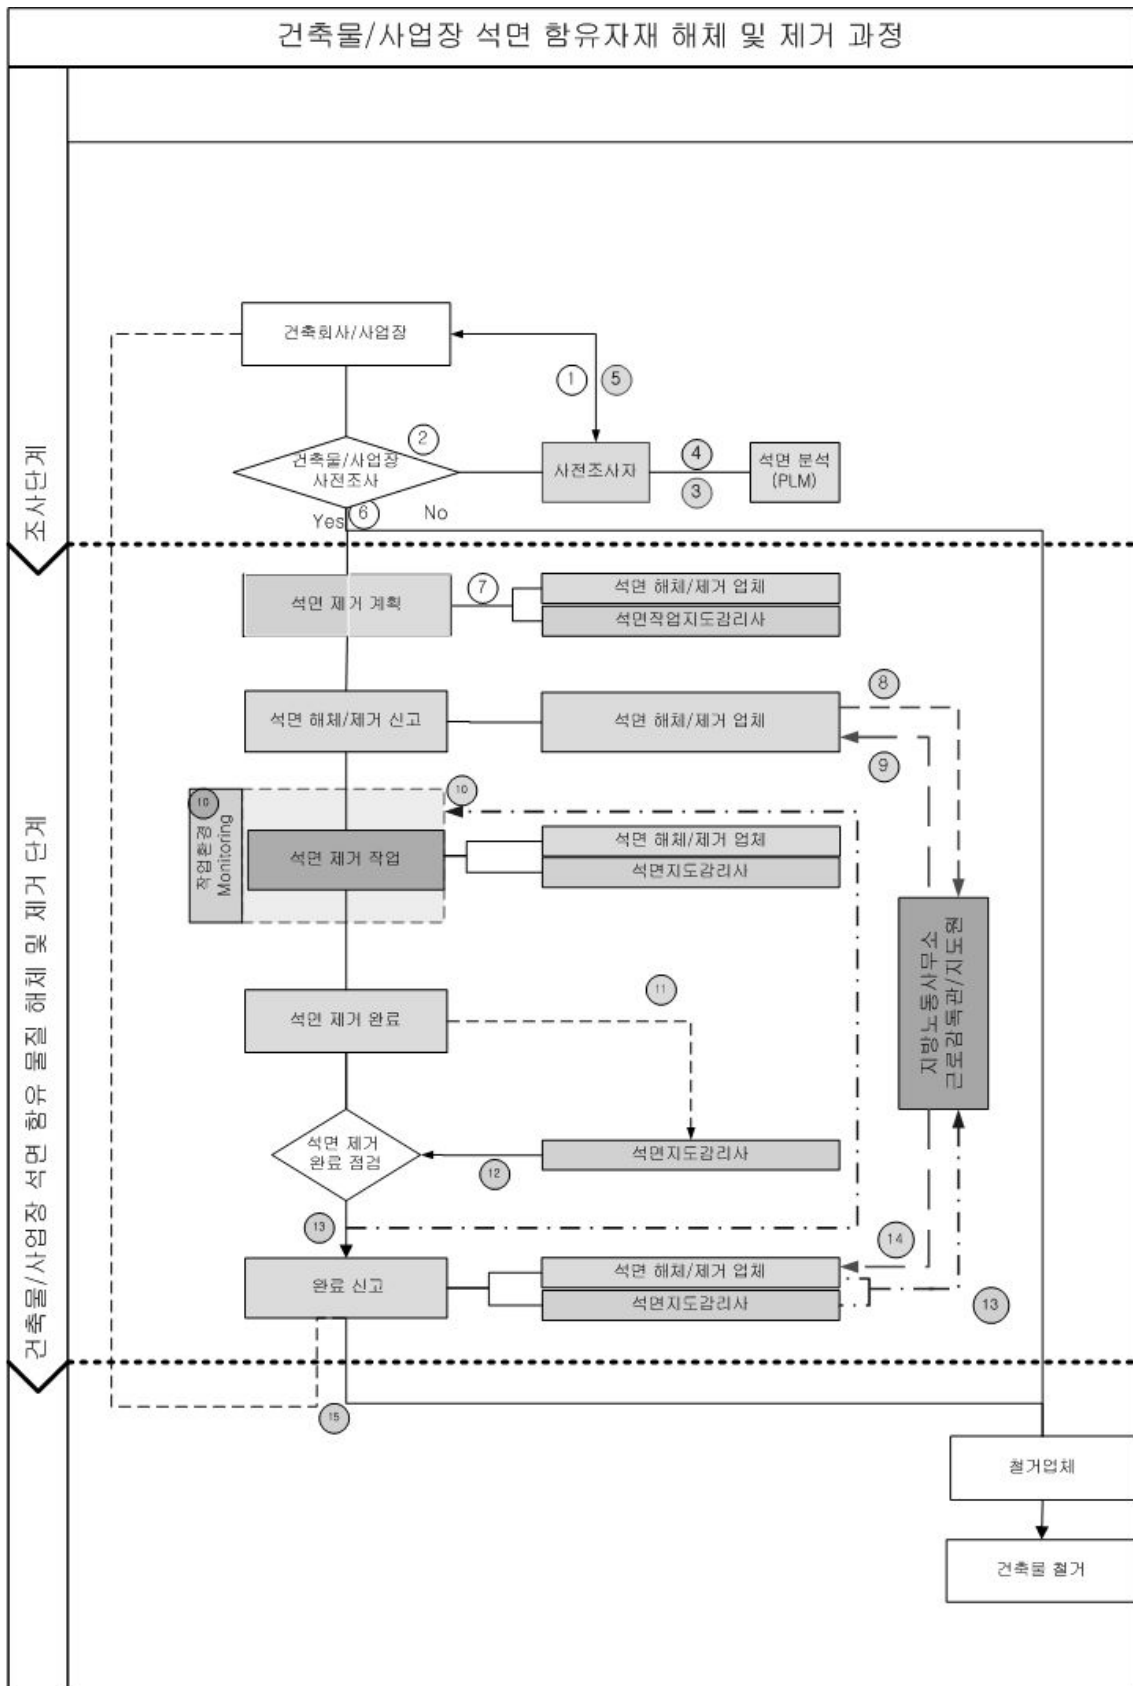 건축물/사업장 석면 함유자재 해체 및 제거 과정
조사단계
건축회사/사업장
1
5
2
건축물/사업장
사전조사
사전조사자
4
3
석면 분석
(PLM)
Yes
6
No
건축물/사업장 석면 함유 물질 해체 및 제거 단계
석면 제거 계획
7
석면 해체/제거 업체
석면작업지도감리사
석면 해체/제거 신고
석면 해체/제거 업체
8
9
10
작업환경
Monitoring
10
석면 제거 작업
석면 해체/제거 업체
석면지도감리사
지방노동사무소
근로감독관/지도원
석면 제거 완료
11
석면 제거
완료 점검
12
석면지도감리사
13
완료 신고
석면 해체/제거 업체
석면지도감리사
14
13
15
철거업체
건축물 철거